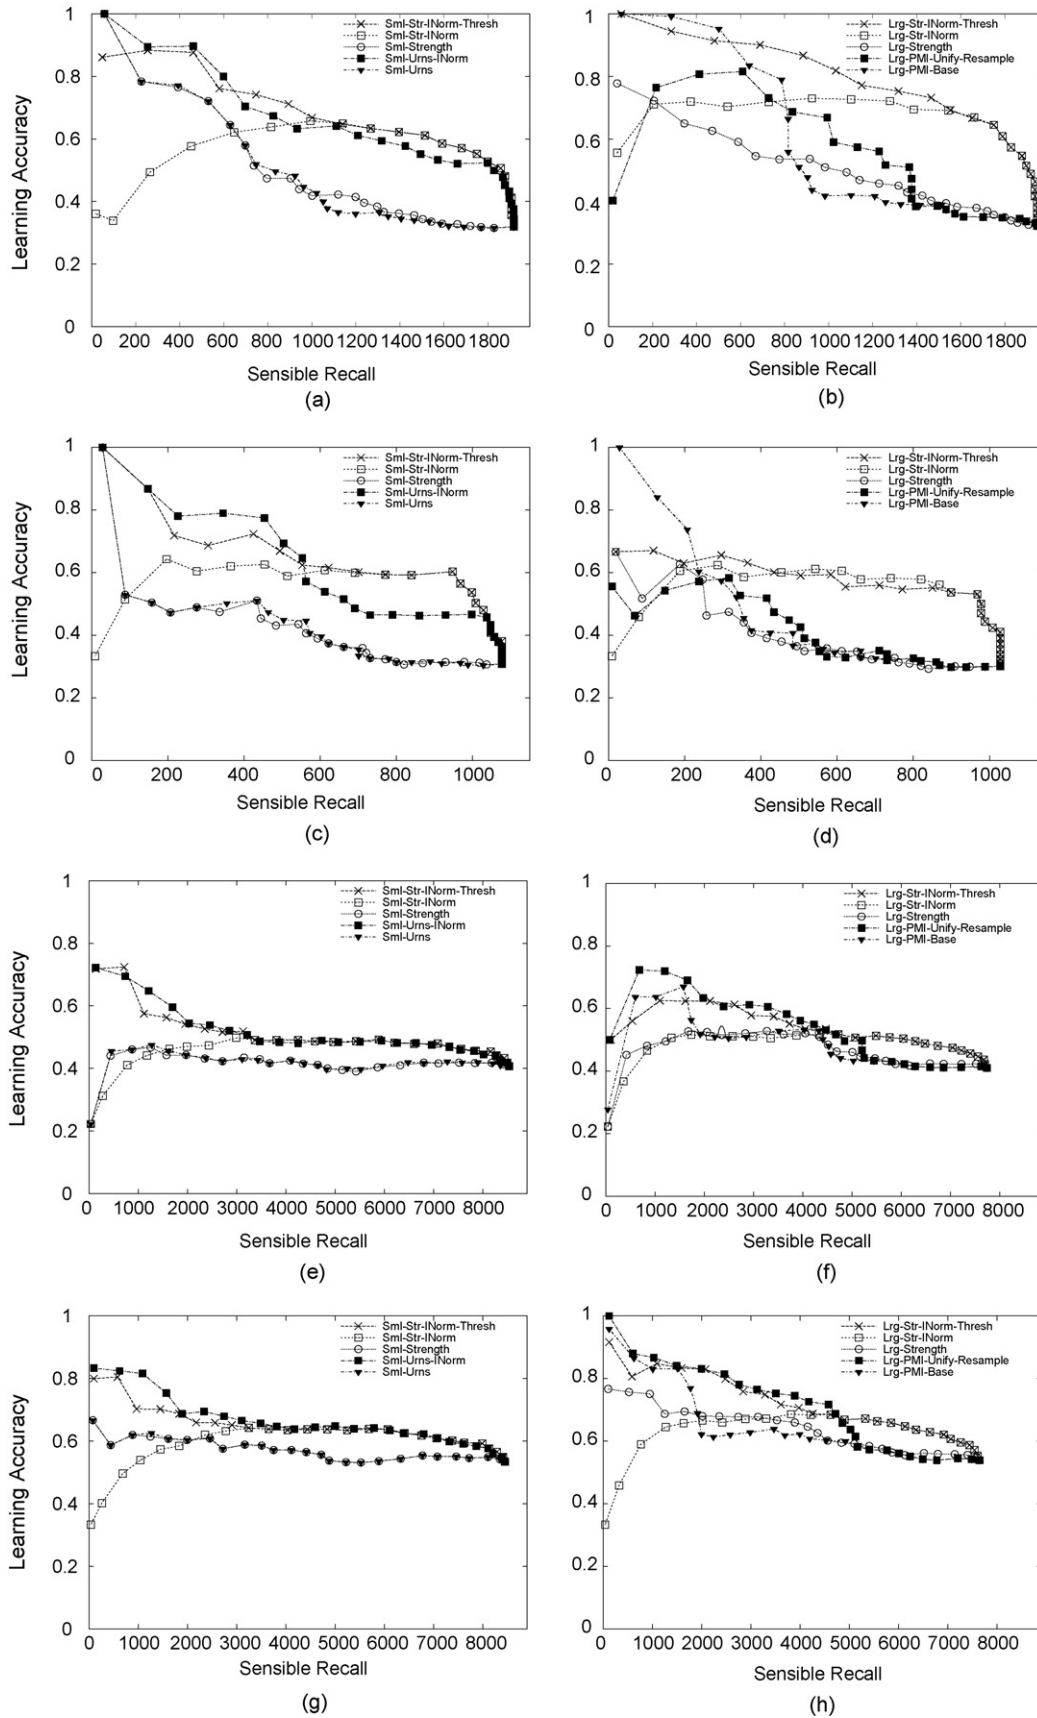 Sml-Str-INorm-Thresh
Sml-Str-INorm
Sml-Strength
Sml-Urns-INorm
Sml-Urns
1
0.8
0.6
0.4
0.2
0
Learning Accuracy
0 200 400 600 800 1000 1200 1400 1600 1800
Sensible Recall
(a)
Lrg-Str-INorm-Thresh
Lrg-Str-INorm
Lrg-Strength
Lrg-PMI-Unify-Resample
Lrg-PMI-Base
1
0.8
0.6
0.4
0.2
0
0 200 400 600 800 1000 1200 1400 1600 1800
Sensible Recall
(b)
Sml-Str-INorm-Thresh
Sml-Str-INorm
Sml-Strength
Sml-Urns-INorm
Sml-Urns
1
0.8
0.6
0.4
0.2
0
Learning Accuracy
0 200 400 600 800 1000
Sensible Recall
(c)
Lrg-Str-INorm-Thresh
Lrg-Str-INorm
Lrg-Strength
Lrg-PMI-Unify-Resample
Lrg-PMI-Base
1
0.8
0.6
0.4
0.2
0
0 200 400 600 800 1000
Sensible Recall
(d)
Sml-Str-INorm-Thresh
Sml-Str-INorm
Sml-Strength
Sml-Urns-INorm
Sml-Urns
1
0.8
0.6
0.4
0.2
0
Learning Accuracy
0 1000 2000 3000 4000 5000 6000 7000 8000
Sensible Recall
(e)
Lrg-Str-INorm-Thresh
Lrg-Str-INorm
Lrg-Strength
Lrg-PMI-Unify-Resample
Lrg-PMI-Base
1
0.8
0.6
0.4
0.2
0
0 1000 2000 3000 4000 5000 6000 7000 8000
Sensible Recall
(f)
Sml-Str-INorm-Thresh
Sml-Str-INorm
Sml-Strength
Sml-Urns-INorm
Sml-Urns
1
0.8
0.6
0.4
0.2
0
Learning Accuracy
0 1000 2000 3000 4000 5000 6000 7000 8000
Sensible Recall
(g)
Lrg-Str-INorm-Thresh
Lrg-Str-INorm
Lrg-Strength
Lrg-PMI-Unify-Resample
Lrg-PMI-Base
1
0.8
0.6
0.4
0.2
0
0 1000 2000 3000 4000 5000 6000 7000 8000
Sensible Recall
(h)